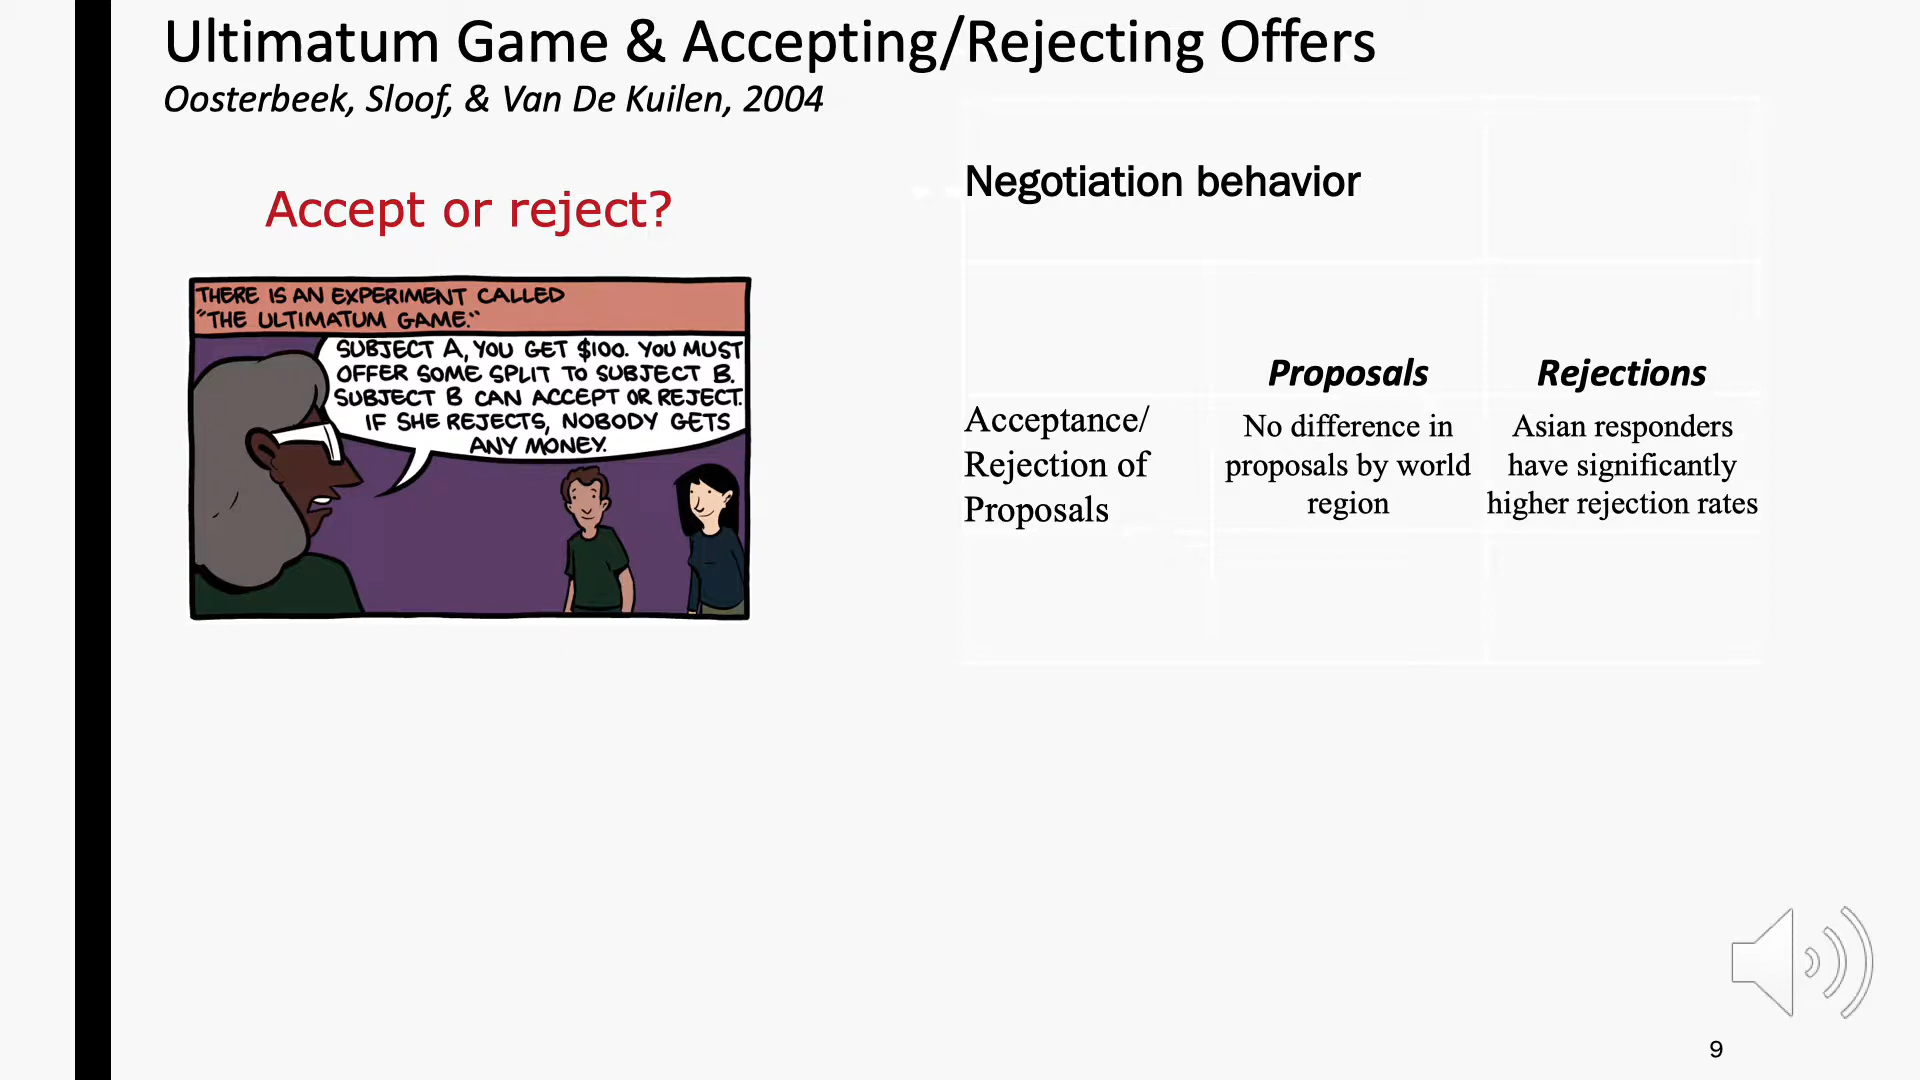 Ultimatum Game & Accepting/Rejecting Offers
Oosterbeek, Sloof, & Van De Kuilen, 2004
Accept or reject?
THERE IS AN EXPERIMENT CALLED
"THE ULTIMATUM GAME."
SUBJECT A, YOU GET $100. YOU MUST
OFFER SOME SPLIT TO SUBJECT B.
SUBJECT B CAN ACCEPT OR REJECT.
IF SHE REJECTS, NOBODY GETS
ANY MONEY.
Negotiation behavior
Proposals
Rejections
Acceptance/
Rejection of
Proposals
No difference in
proposals by world
region
Asian responders
have significantly
higher rejection rates
9